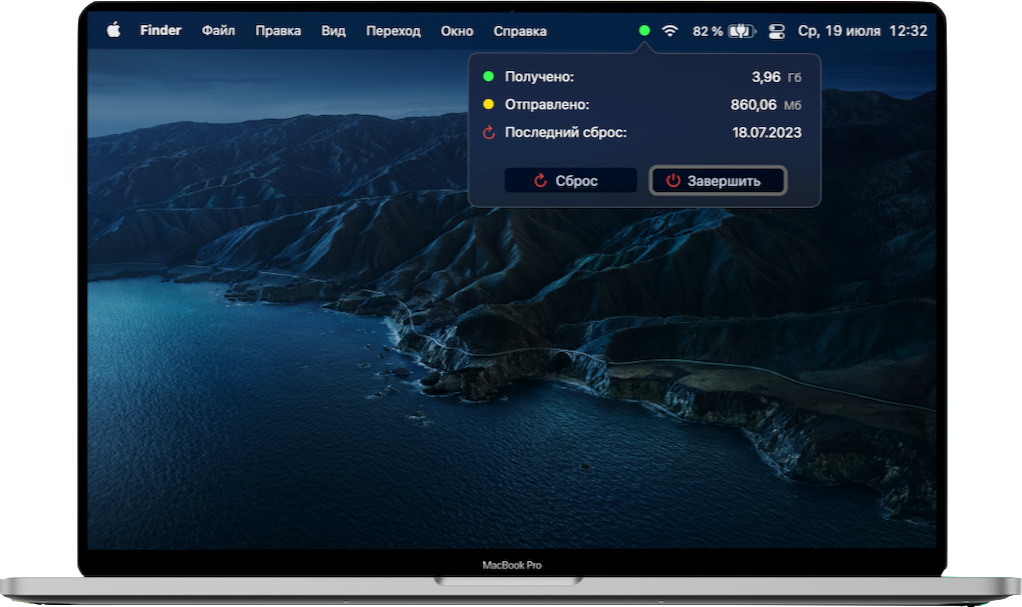 Finder Файл Правка Вид Переход Окно Справка 82 % Ср, 19 июля 12:32
Получено: 3,96 Гб
Отправлено: 860,06 Мб
Последний сброс: 18.07.2023
Сброс Завершить
MacBook Pro